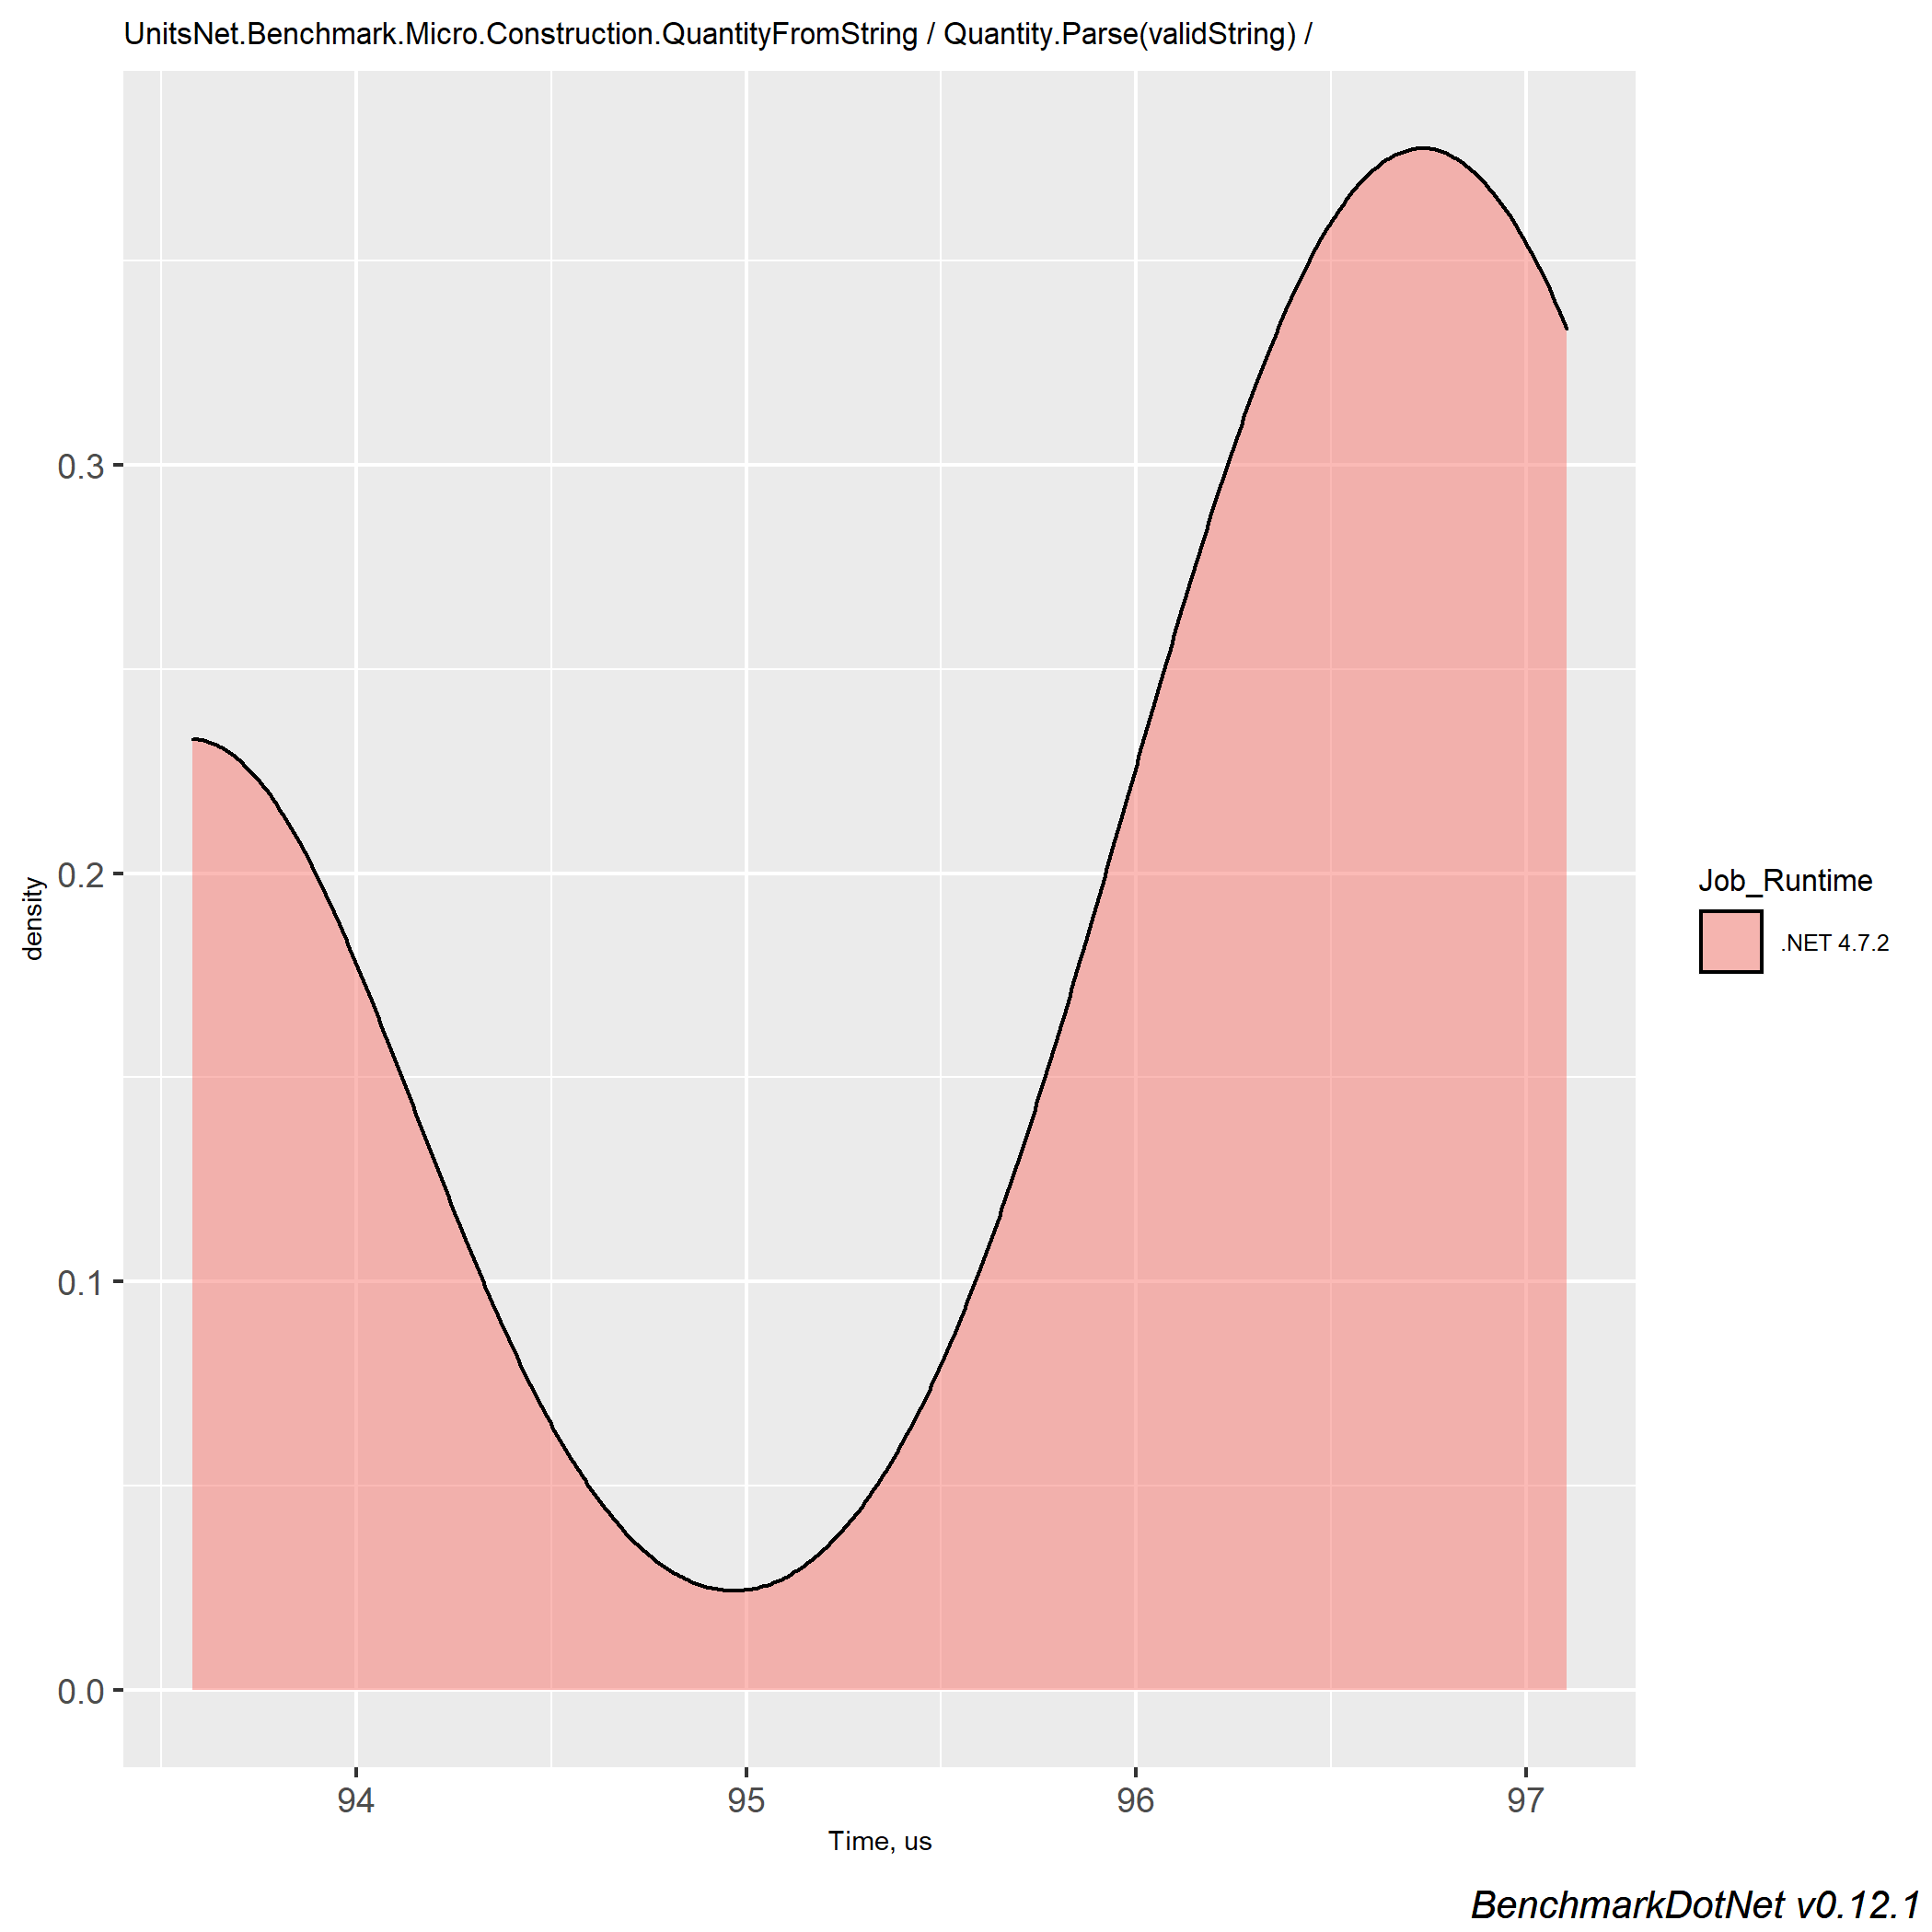 UnitsNet.Benchmark.Micro.Construction.QuantityFromString / Quantity.Parse(validString) /
0.3
0.2
0.1
0.0
density
94 95 96 97
Time, us
Job_Runtime
.NET 4.7.2
BenchmarkDotNet v0.12.1